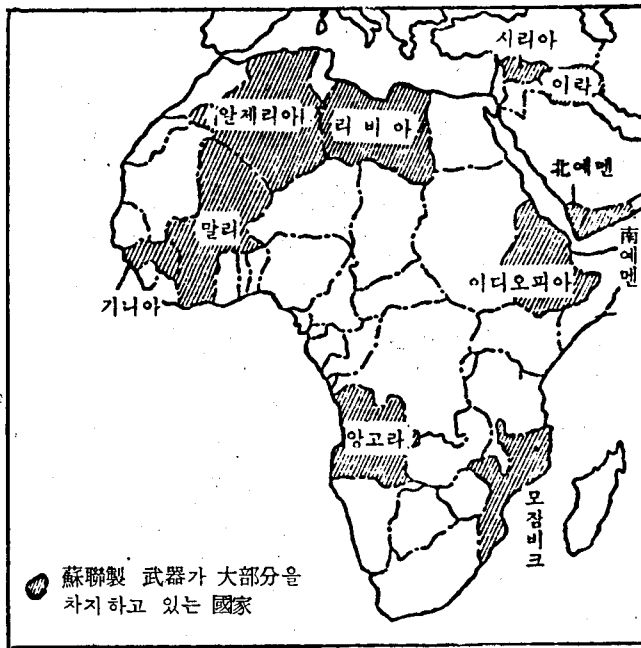 시리아
이락
알제리아
리비아
北예멘
南예멘
말리
기니아
이디오피아
앙고라
모잠비크
蘇聯製 武器가 大部分을
차지하고 있는 國家